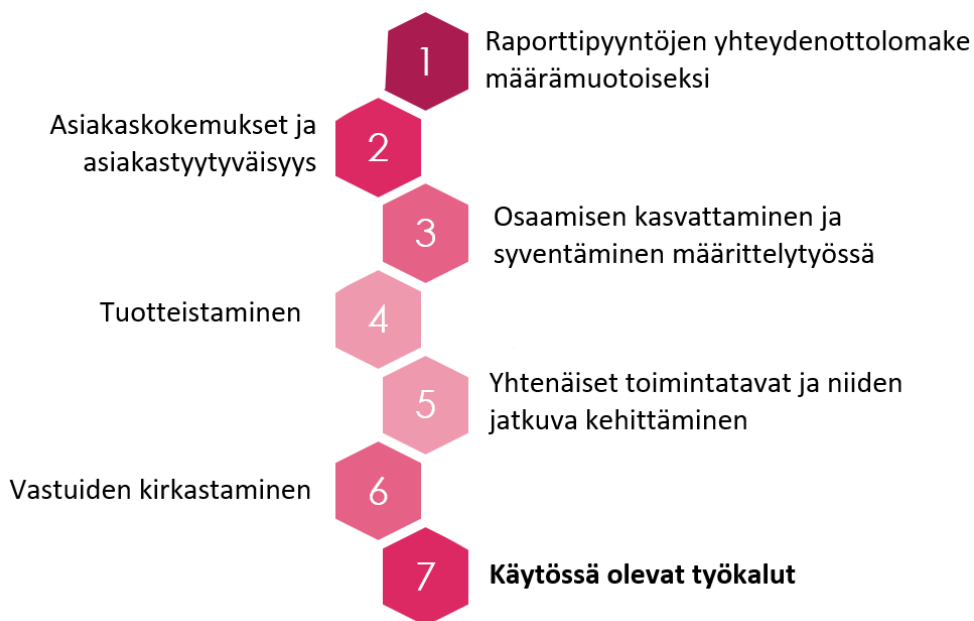 1
Raporttipyyntöjen yhteydenottolomake
määrämuotoiseksi
Asiakaskokemukset ja
asiakastyytyväisyys
2
3
Osaamisen kasvattaminen ja
syventäminen määrittelytyössä
Tuotteistaminen
4
5
Yhtenäiset toimintatavat ja niiden
jatkuva kehittäminen
Vastuiden kirkastaminen
6
7
Käytössä olevat työkalut